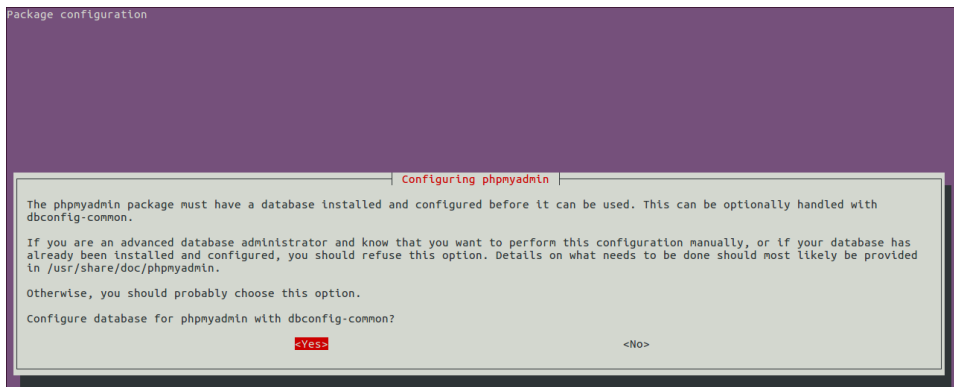 Package configuration
Configuring phpmyadmin
The phpmyadmin package must have a database installed and configured before it can be used. This can be optionally handled with
dbconfig-common.
If you are an advanced database administrator and know that you want to perform this configuration manually, or if your database has
already been installed and configured, you should refuse this option. Details on what needs to be done should most likely be provided
in /usr/share/doc/phpmyadmin.
Otherwise, you should probably choose this option.
Configure database for phpmyadmin with dbconfig-common?
<Yes> <No>